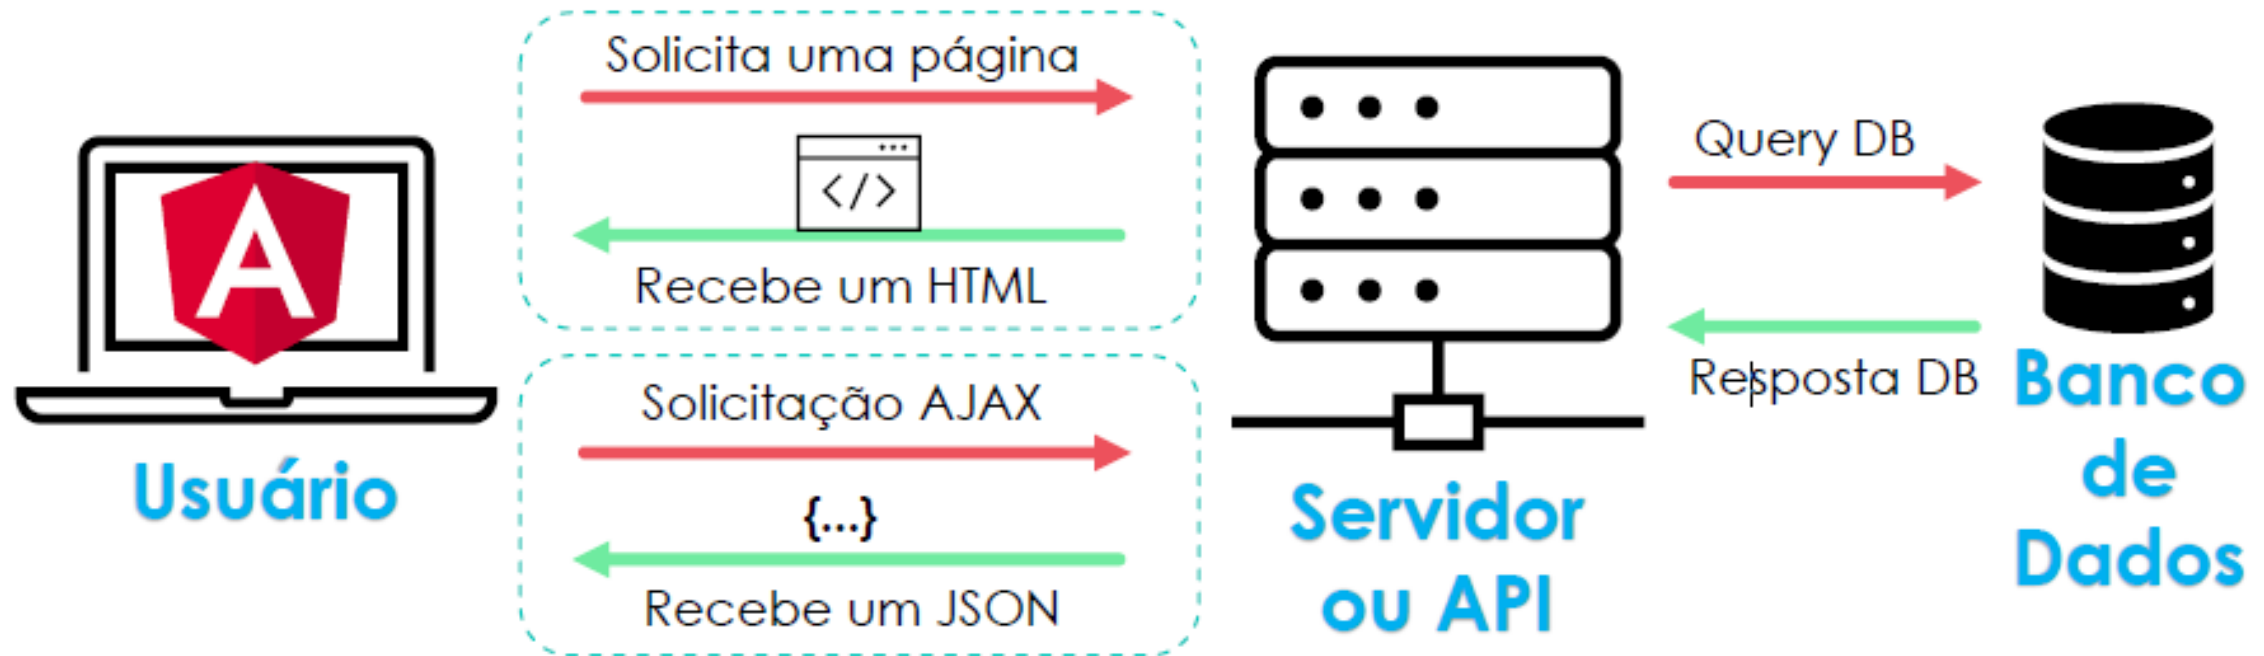 Solicita uma página
</>
Recebe um HTML
Solicitação AJAX
{...}
Recebe um JSON
A
Usuário
Servidor
ou API
Query DB
Resposta DB
Banco
de
Dados